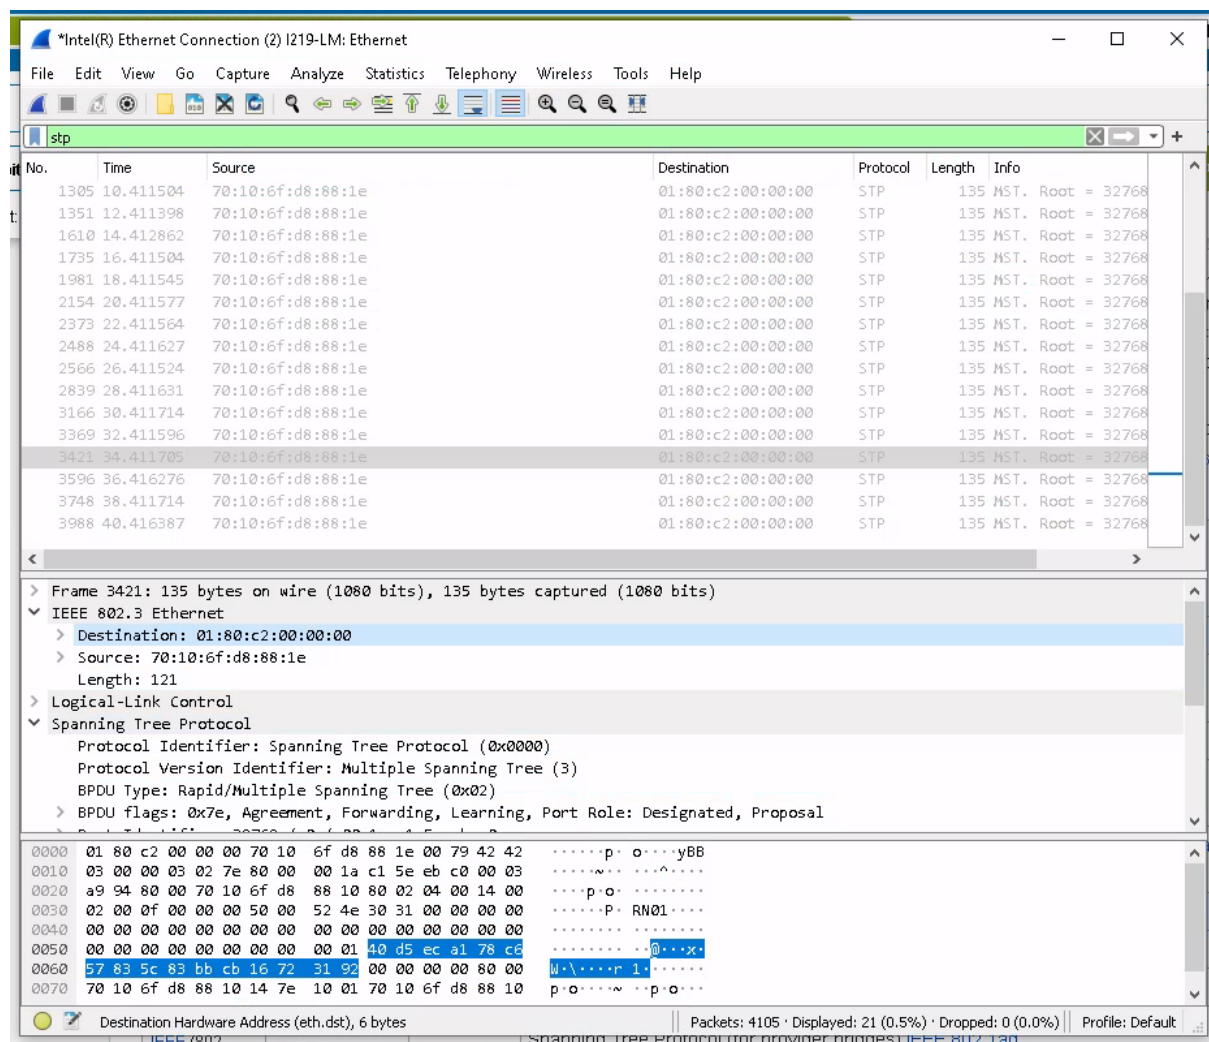 *Intel(R) Ethernet Connection (2) I219-LM: Ethernet
File Edit View Go Capture Analyze Statistics Telephony Wireless Tools Help
stp
No. Time Source Destination Protocol Length Info
1305 10.411504 70:10:6f:d8:88:1e 01:80:c2:00:00:00 STP 135 MST. Root = 32768
1351 12.411398 70:10:6f:d8:88:1e 01:80:c2:00:00:00 STP 135 MST. Root = 32768
1610 14.412862 70:10:6f:d8:88:1e 01:80:c2:00:00:00 STP 135 MST. Root = 32768
1735 16.411504 70:10:6f:d8:88:1e 01:80:c2:00:00:00 STP 135 MST. Root = 32768
1981 18.411545 70:10:6f:d8:88:1e 01:80:c2:00:00:00 STP 135 MST. Root = 32768
2154 20.411577 70:10:6f:d8:88:1e 01:80:c2:00:00:00 STP 135 MST. Root = 32768
2373 22.411564 70:10:6f:d8:88:1e 01:80:c2:00:00:00 STP 135 MST. Root = 32768
2488 24.411627 70:10:6f:d8:88:1e 01:80:c2:00:00:00 STP 135 MST. Root = 32768
2566 26.411524 70:10:6f:d8:88:1e 01:80:c2:00:00:00 STP 135 MST. Root = 32768
2839 28.411631 70:10:6f:d8:88:1e 01:80:c2:00:00:00 STP 135 MST. Root = 32768
3166 30.411714 70:10:6f:d8:88:1e 01:80:c2:00:00:00 STP 135 MST. Root = 32768
3369 32.411596 70:10:6f:d8:88:1e 01:80:c2:00:00:00 STP 135 MST. Root = 32768
3421 34.411705 70:10:6f:d8:88:1e 01:80:c2:00:00:00 STP 135 MST. Root = 32768
3596 36.416276 70:10:6f:d8:88:1e 01:80:c2:00:00:00 STP 135 MST. Root = 32768
3748 38.411714 70:10:6f:d8:88:1e 01:80:c2:00:00:00 STP 135 MST. Root = 32768
3988 40.416387 70:10:6f:d8:88:1e 01:80:c2:00:00:00 STP 135 MST. Root = 32768
Frame 3421: 135 bytes on wire (1080 bits), 135 bytes captured (1080 bits)
IEEE 802.3 Ethernet
Destination: 01:80:c2:00:00:00
Source: 70:10:6f:d8:88:1e
Length: 121
Logical-Link Control
Spanning Tree Protocol
Protocol Identifier: Spanning Tree Protocol (0x0000)
Protocol Version Identifier: Multiple Spanning Tree (3)
BPDU Type: Rapid/Multiple Spanning Tree (0x02)
BPDU flags: 0x7e, Agreement, Forwarding, Learning, Port Role: Designated, Proposal
0000 01 80 c2 00 00 00 70 10 6f d8 88 1e 00 79 42 42 ······p· o····yBB
0010 03 00 00 03 02 7e 80 00 00 1a c1 5e eb c0 00 03 ·····~·· ···^····
0020 a9 94 80 00 70 10 6f d8 88 10 80 02 04 00 14 00 ····p·o· ········
0030 02 00 0f 00 00 00 50 00 52 4e 30 31 00 00 00 00 ······P· RN01····
0040 00 00 00 00 00 00 00 00 00 00 00 00 00 00 00 00 ········ ········
0050 00 00 00 00 00 00 00 00 00 01 40 d5 ec a1 78 c6 ········ ··@···x·
0060 57 83 5c 83 bb cb 16 72 31 92 00 00 00 00 80 00 W·\····r 1·······
0070 70 10 6f d8 88 10 14 7e 10 01 70 10 6f d8 88 10 p·o····~ ··p·o···
Destination Hardware Address (eth.dst), 6 bytes Packets: 4105 · Displayed: 21 (0.5%) · Dropped: 0 (0.0%) Profile: Default